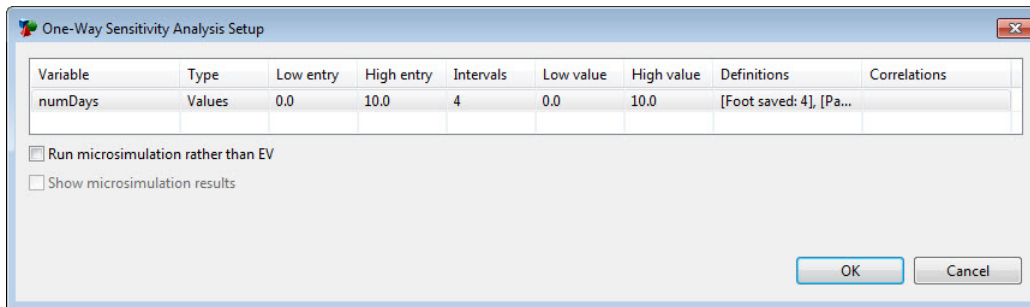 One-Way Sensitivity Analysis Setup
Variable Type Low entry High entry Intervals Low value High value Definitions Correlations
numDays Values 0.0 10.0 4 0.0 10.0 [Foot saved: 4], [Pa...
Run microsimulation rather than EV
Show microsimulation results
OK Cancel